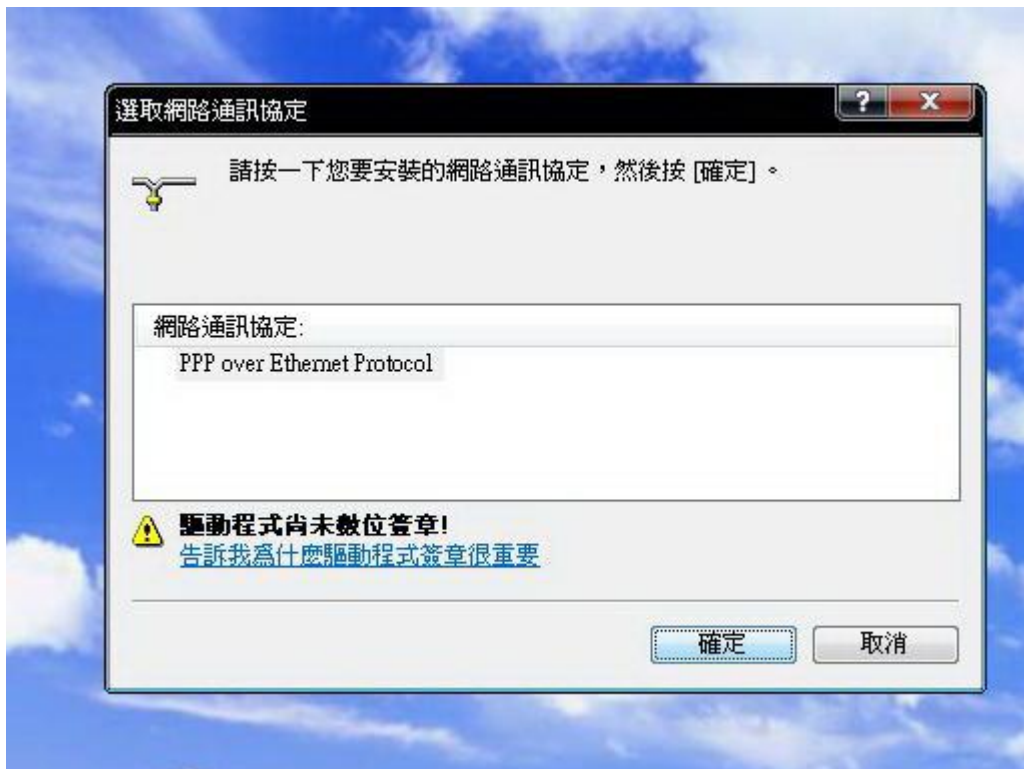 選取網路通訊協定
請按一下您要安裝的網路通訊協定，然後按 [確定] 。
網路通訊協定:
PPP over Ethernet Protocol
驅動程式尚未數位簽章!
告訴我為什麼驅動程式簽章很重要
確定 取消